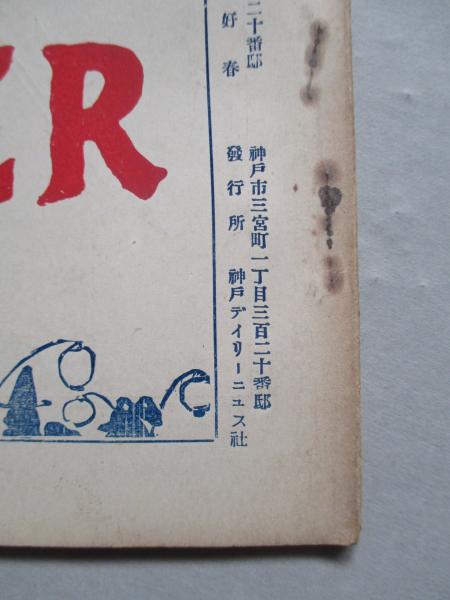 二十番邸
好春
神戸市三宮町一丁目三百二十番邸
發行所 神戸デイリーニュス社
ER